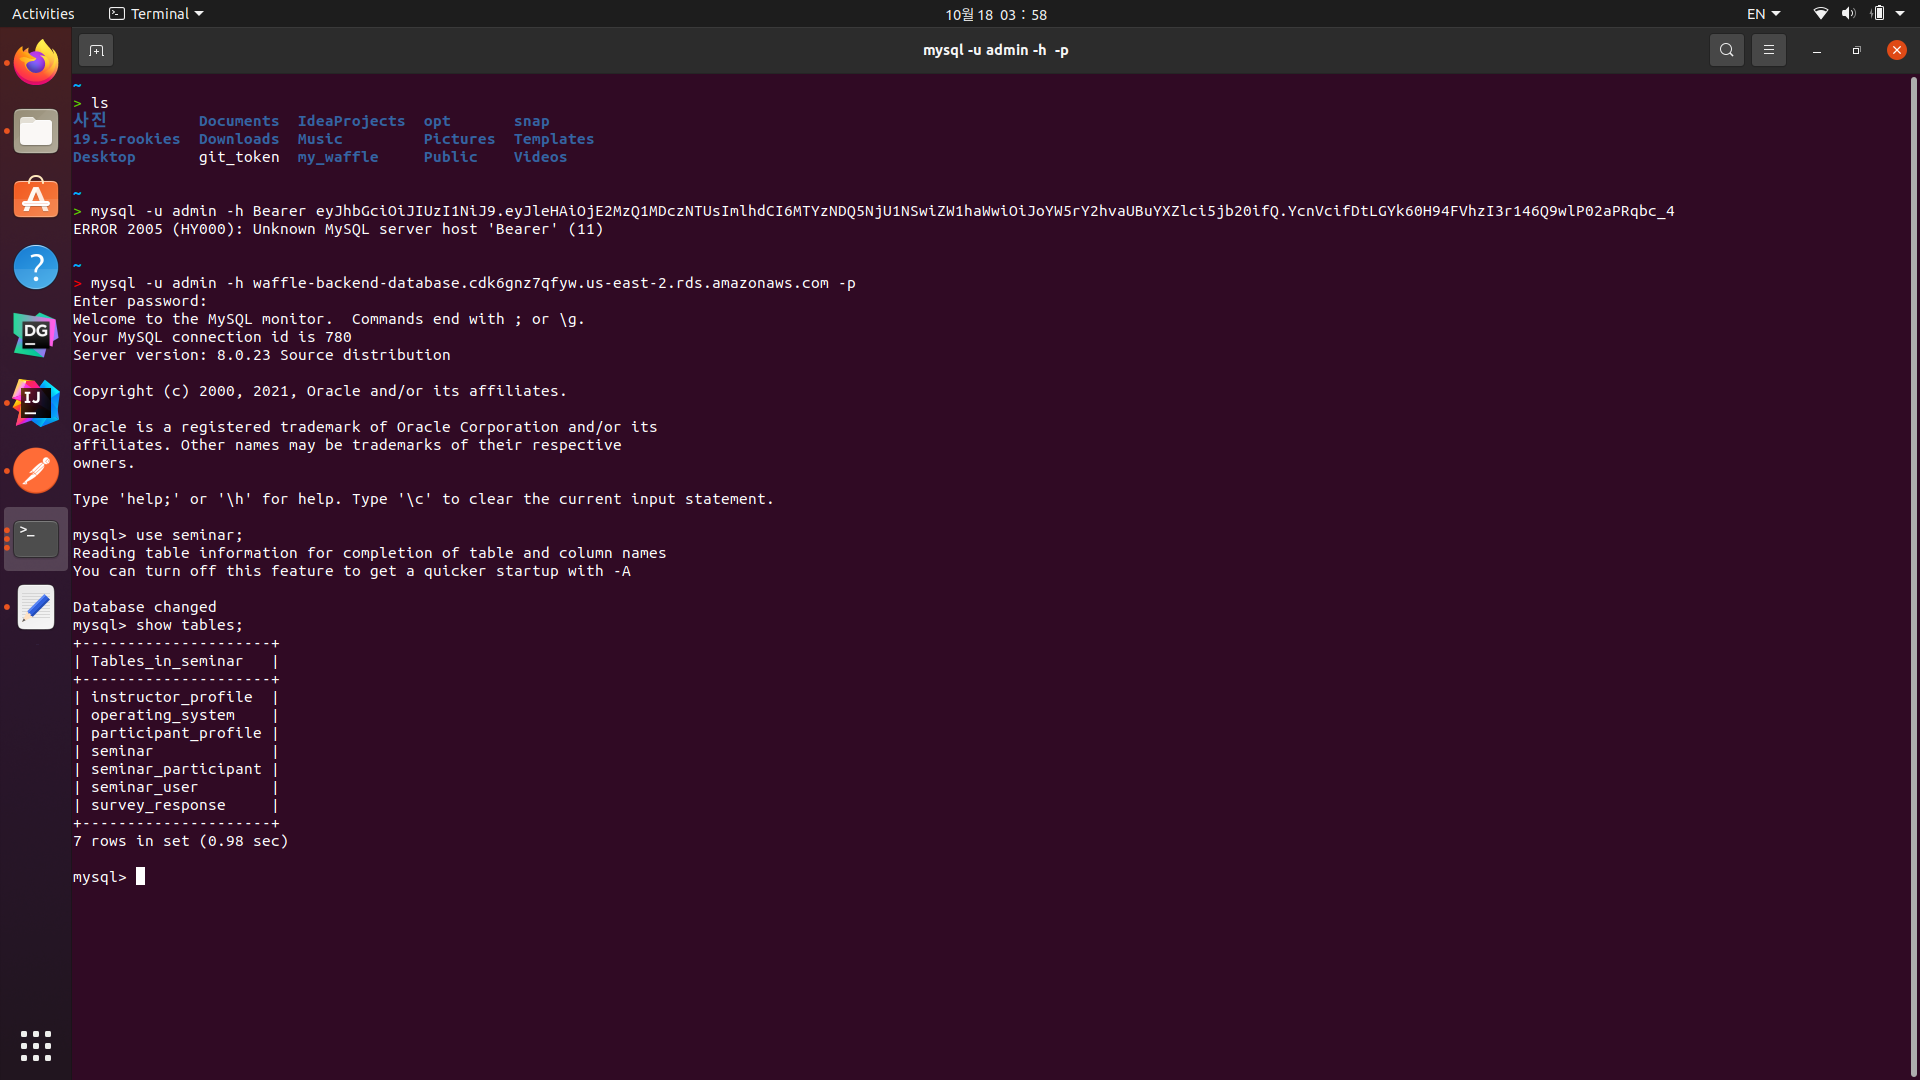 Activities Terminal 10월 18 03 : 58 EN
mysql -u admin -h  -p
~
> ls
사진 Documents IdeaProjects opt snap
19.5-rookies Downloads Music Pictures Templates
Desktop git_token my_waffle Public Videos
~
> mysql -u admin -h Bearer eyJhbGciOiJIUzI1NiJ9.eyJleHAiOjE2MzQ1MDczNTUsImlhdCI6MTYzNDQ5NjU1NSwiZW1haWwiOiJoYW5rY2hvaUBuYXZlci5jb20ifQ.YcnVcifDtLGYk60H94FVhzI3r146Q9wlP02aPRqbc_4
ERROR 2005 (HY000): Unknown MySQL server host 'Bearer' (11)
~
> mysql -u admin -h waffle-backend-database.cdk6gnz7qfyw.us-east-2.rds.amazonaws.com -p
Enter password:
Welcome to the MySQL monitor.  Commands end with ; or \g.
Your MySQL connection id is 780
Server version: 8.0.23 Source distribution
Copyright (c) 2000, 2021, Oracle and/or its affiliates.
Oracle is a registered trademark of Oracle Corporation and/or its
affiliates. Other names may be trademarks of their respective
owners.
Type 'help;' or '\h' for help. Type '\c' to clear the current input statement.
mysql> use seminar;
Reading table information for completion of table and column names
You can turn off this feature to get a quicker startup with -A
Database changed
mysql> show tables;
+---------------------+
| Tables_in_seminar   |
+---------------------+
| instructor_profile  |
| operating_system    |
| participant_profile |
| seminar             |
| seminar_participant |
| seminar_user        |
| survey_response     |
+---------------------+
7 rows in set (0.98 sec)
mysql>
DG
IJ
>_